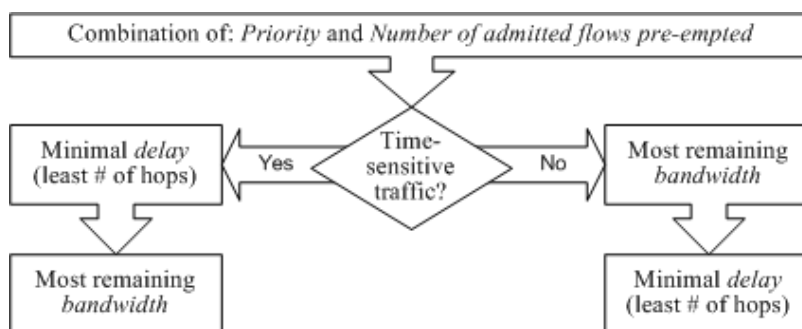 Combination of: Priority and Number of admitted flows pre-empted
Time-
sensitive
traffic?
Yes
No
Minimal delay
(least # of hops)
Most remaining
bandwidth
Most remaining
bandwidth
Minimal delay
(least # of hops)